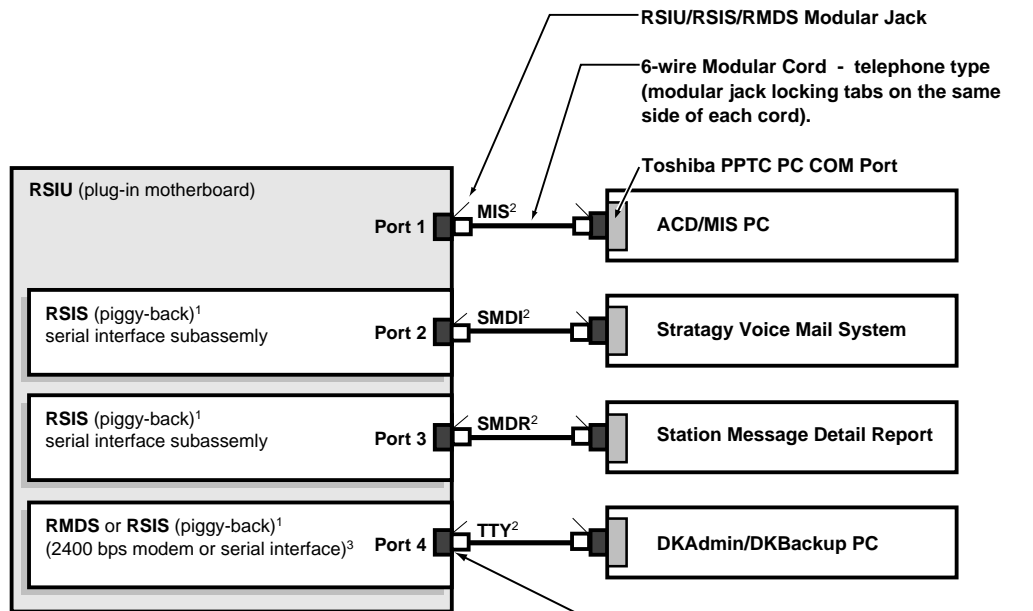 RSIU/RSIS/RMDS Modular Jack
6-wire Modular Cord - telephone type
(modular jack locking tabs on the same
side of each cord).
Toshiba PPTC PC COM Port
RSIU (plug-in motherboard)
Port 1
MIS²
ACD/MIS PC
RSIS (piggy-back)¹
serial interface subassemly
Port 2
SMDI²
Stratagy Voice Mail System
RSIS (piggy-back)¹
serial interface subassemly
Port 3
SMDR²
Station Message Detail Report
RMDS or RSIS (piggy-back)¹
(2400 bps modem or serial interface)³
Port 4
TTY²
DKAdmin/DKBackup PC